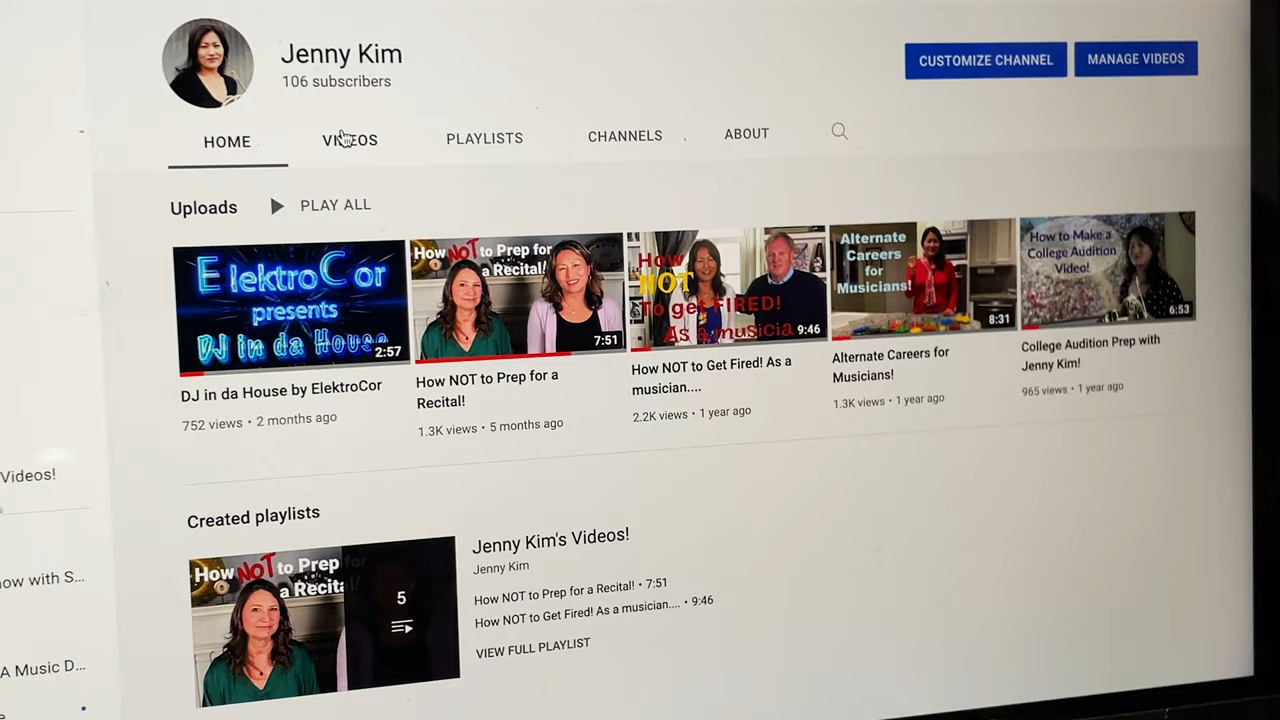 Jenny Kim
106 subscribers
CUSTOMIZE CHANNEL
MANAGE VIDEOS
HOME
VIDEOS
PLAYLISTS
CHANNELS
ABOUT
Uploads
PLAY ALL
ElektroCor
presents
DJ in da House
2:57
How NOT to Prep for
a Recital!
7:51
How
NOT
To get FIRED!
As a musicia
9:46
Alternate
Careers
for
Musicians!
8:31
How to Make a
College Audition
Video!
6:53
DJ in da House by ElektroCor
752 views • 2 months ago
How NOT to Prep for a
Recital!
1.3K views • 5 months ago
How NOT to Get Fired! As a
musician....
2.2K views • 1 year ago
Alternate Careers for
Musicians!
1.3K views • 1 year ago
College Audition Prep with
Jenny Kim!
965 views • 1 year ago
Videos!
ow with S...
A Music D...
Created playlists
How NOT to Prep for
a Recital!
5
Jenny Kim's Videos!
Jenny Kim
How NOT to Prep for a Recital! • 7:51
How NOT to Get Fired! As a musician.... • 9:46
VIEW FULL PLAYLIST